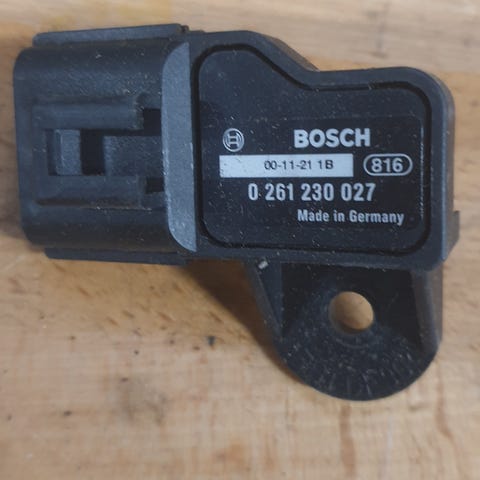 BOSCH
00-11-21 1B
816
0 261 230 027
Made in Germany